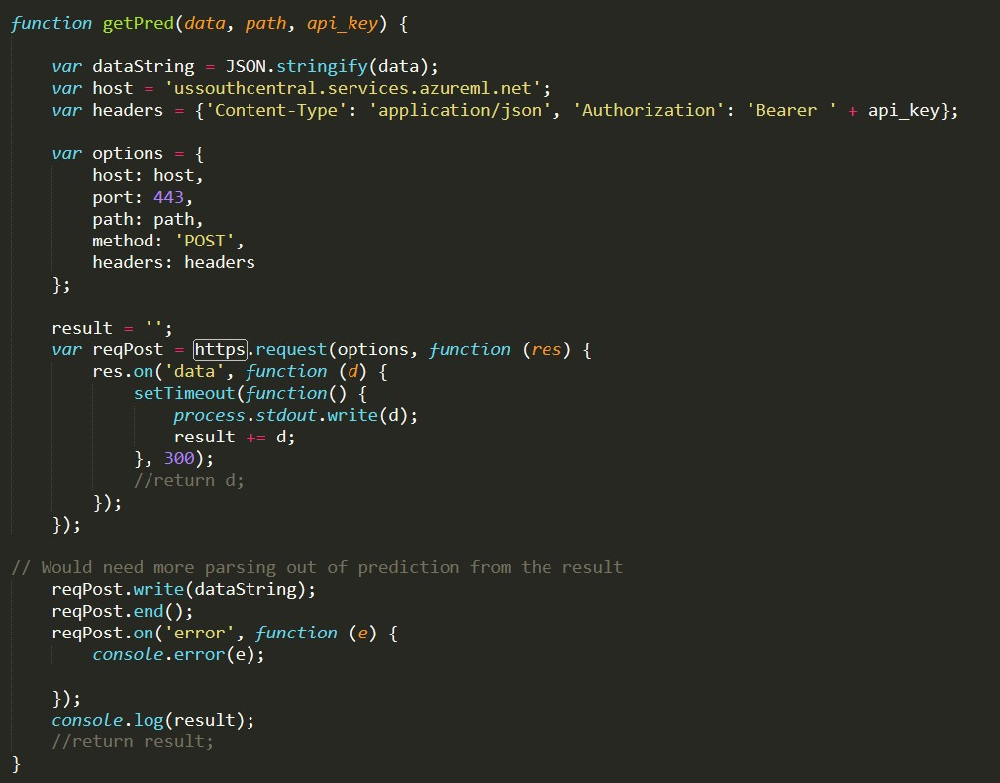 function getPred(data, path, api_key) {
var dataString = JSON.stringify(data);
var host = 'ussouthcentral.services.azureml.net';
var headers = {'Content-Type': 'application/json', 'Authorization': 'Bearer ' + api_key};
var options = {
host: host,
port: 443,
path: path,
method: 'POST',
headers: headers
};
result = '';
var reqPost = https.request(options, function (res) {
res.on('data', function (d) {
setTimeout(function() {
process.stdout.write(d);
result += d;
}, 300);
//return d;
});
});
// Would need more parsing out of prediction from the result
reqPost.write(dataString);
reqPost.end();
reqPost.on('error', function (e) {
console.error(e);
});
console.log(result);
//return result;
}